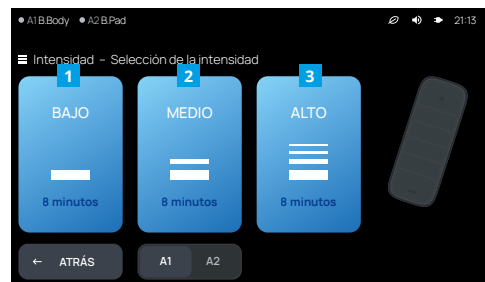 A1 B.Body A2 B.Pad 21:13
Intensidad – Selección de la intensidad
1 2 3
BAJO MEDIO ALTO
8 minutos 8 minutos 8 minutos
← ATRÁS A1 A2